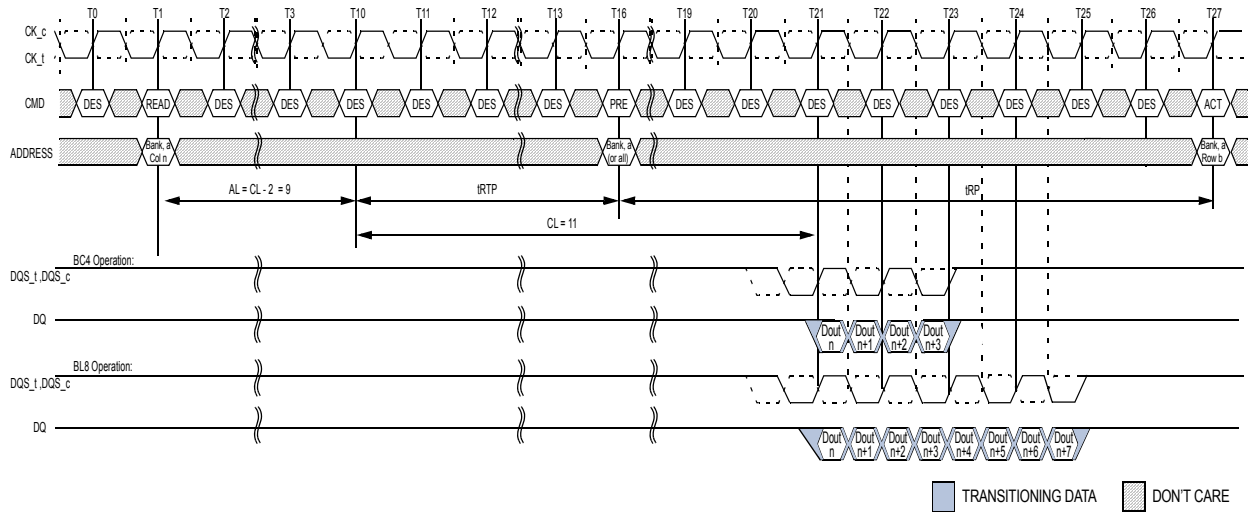 T0 T1 T2 T3 T10 T11 T12 T13 T16 T19 T20 T21 T22 T23 T24 T25 T26 T27
CK_c
CK_t
CMD DES READ DES DES DES DES DES DES PRE DES DES DES DES DES DES DES DES ACT
ADDRESS Bank, a Col n Bank, a (or all) Bank, a Row b
AL = CL - 2 = 9 tRTP tRP
CL = 11
BC4 Operation:
DQS_t ,DQS_c
DQ Dout n Dout n+1 Dout n+2 Dout n+3
BL8 Operation:
DQS_t ,DQS_c
DQ Dout n Dout n+1 Dout n+2 Dout n+3 Dout n+4 Dout n+5 Dout n+6 Dout n+7
TRANSITIONING DATA DON'T CARE